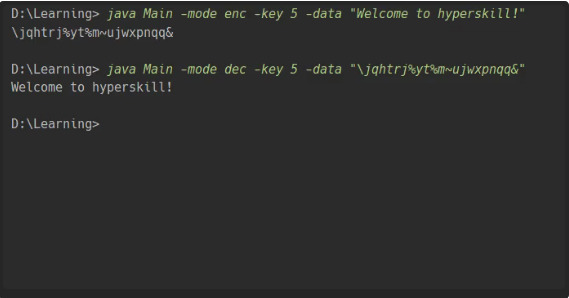 D:\Learning> java Main -mode enc -key 5 -data "Welcome to hyperskill!"
\jqhtrj%yt%m~ujwxpnqq&
D:\Learning> java Main -mode dec -key 5 -data "\jqhtrj%yt%m~ujwxpnqq&"
Welcome to hyperskill!
D:\Learning>